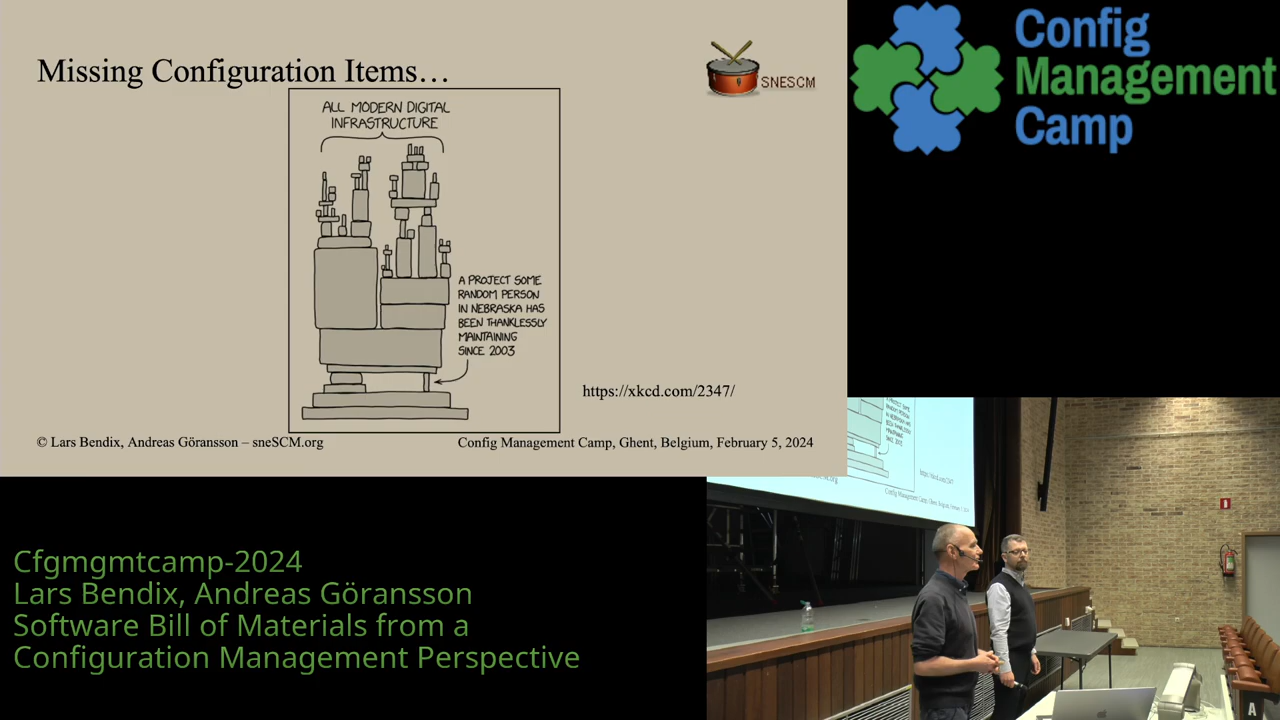 Missing Configuration Items…
SNESCM
ALL MODERN DIGITAL
INFRASTRUCTURE
A PROJECT SOME
RANDOM PERSON
IN NEBRASKA HAS
BEEN THANKLESSLY
MAINTAINING
SINCE 2003
https://xkcd.com/2347/
© Lars Bendix, Andreas Göransson – sneSCM.org
Config Management Camp, Ghent, Belgium, February 5, 2024
Config
Management
Camp
Cfgmgmtcamp-2024
Lars Bendix, Andreas Göransson
Software Bill of Materials from a
Configuration Management Perspective
A